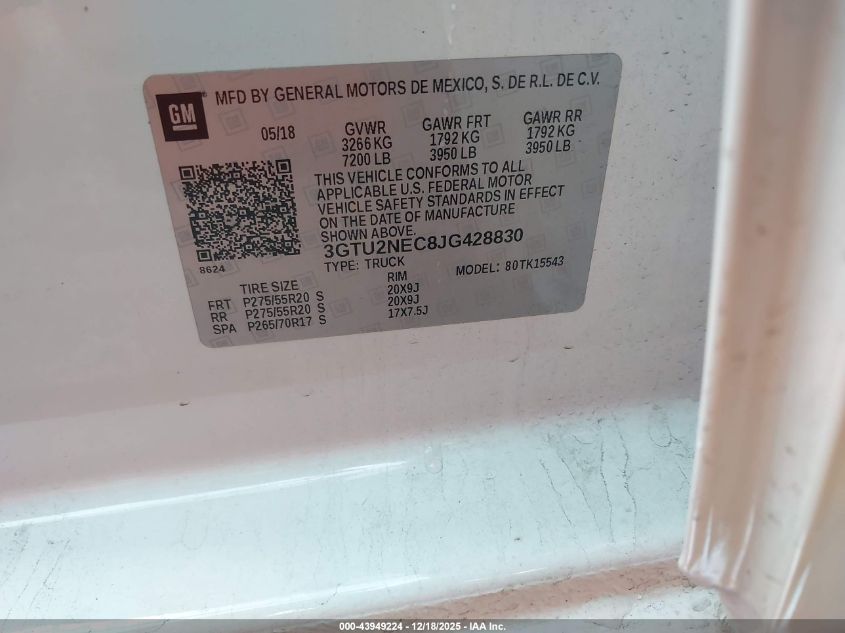 GM ® MFD BY GENERAL MOTORS DE MEXICO, S. DE R.L. DE C.V.
05/18 GVWR GAWR FRT GAWR RR
3266 KG 1792 KG 1792 KG
7200 LB 3950 LB 3950 LB
THIS VEHICLE CONFORMS TO ALL
APPLICABLE U.S. FEDERAL MOTOR
VEHICLE SAFETY STANDARDS IN EFFECT
ON THE DATE OF MANUFACTURE
SHOWN ABOVE.
8624
3GTU2NEC8JG428830
TYPE: TRUCK MODEL: 80TK15543
TIRE SIZE RIM
FRT P275/55R20 S 20X9J
RR P275/55R20 S 20X9J
SPA P265/70R17 S 17X7.5J
000-43949224 - 12/18/2025 - IAA Inc.